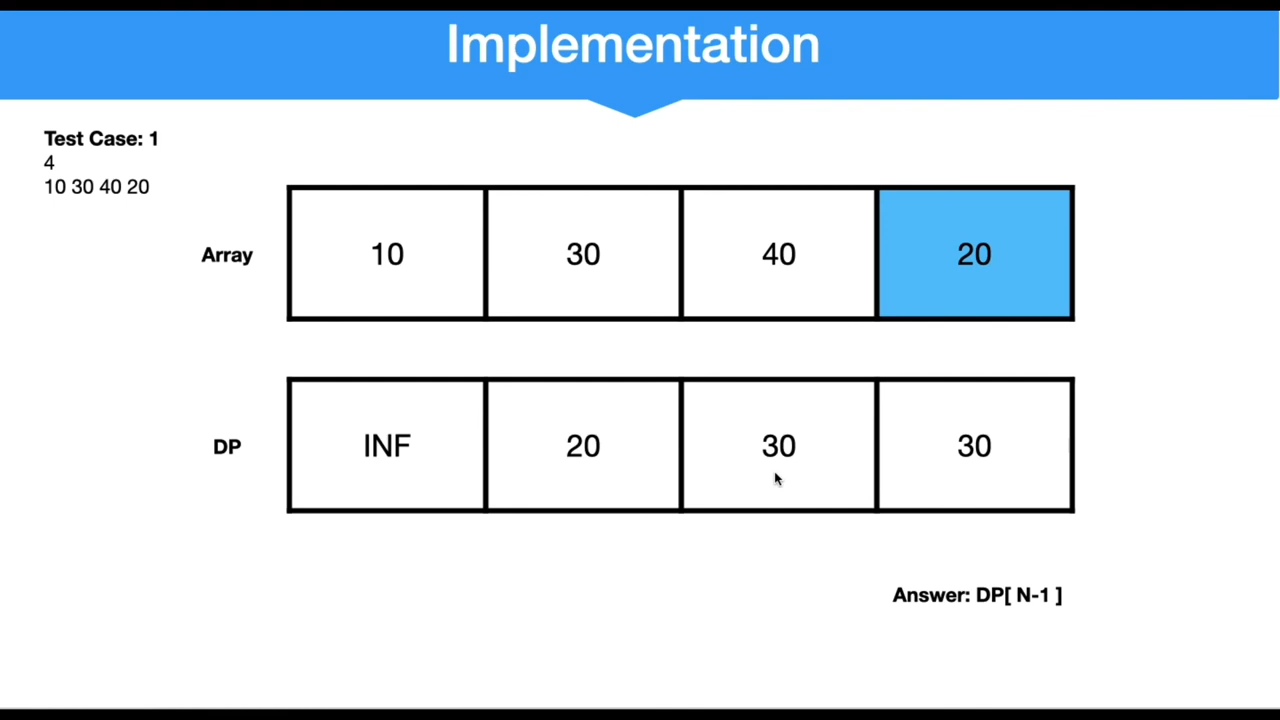 Implementation
Test Case: 1
4
10 30 40 20
Array
10
30
40
20
DP
INF
20
30
30
Answer: DP[ N-1 ]